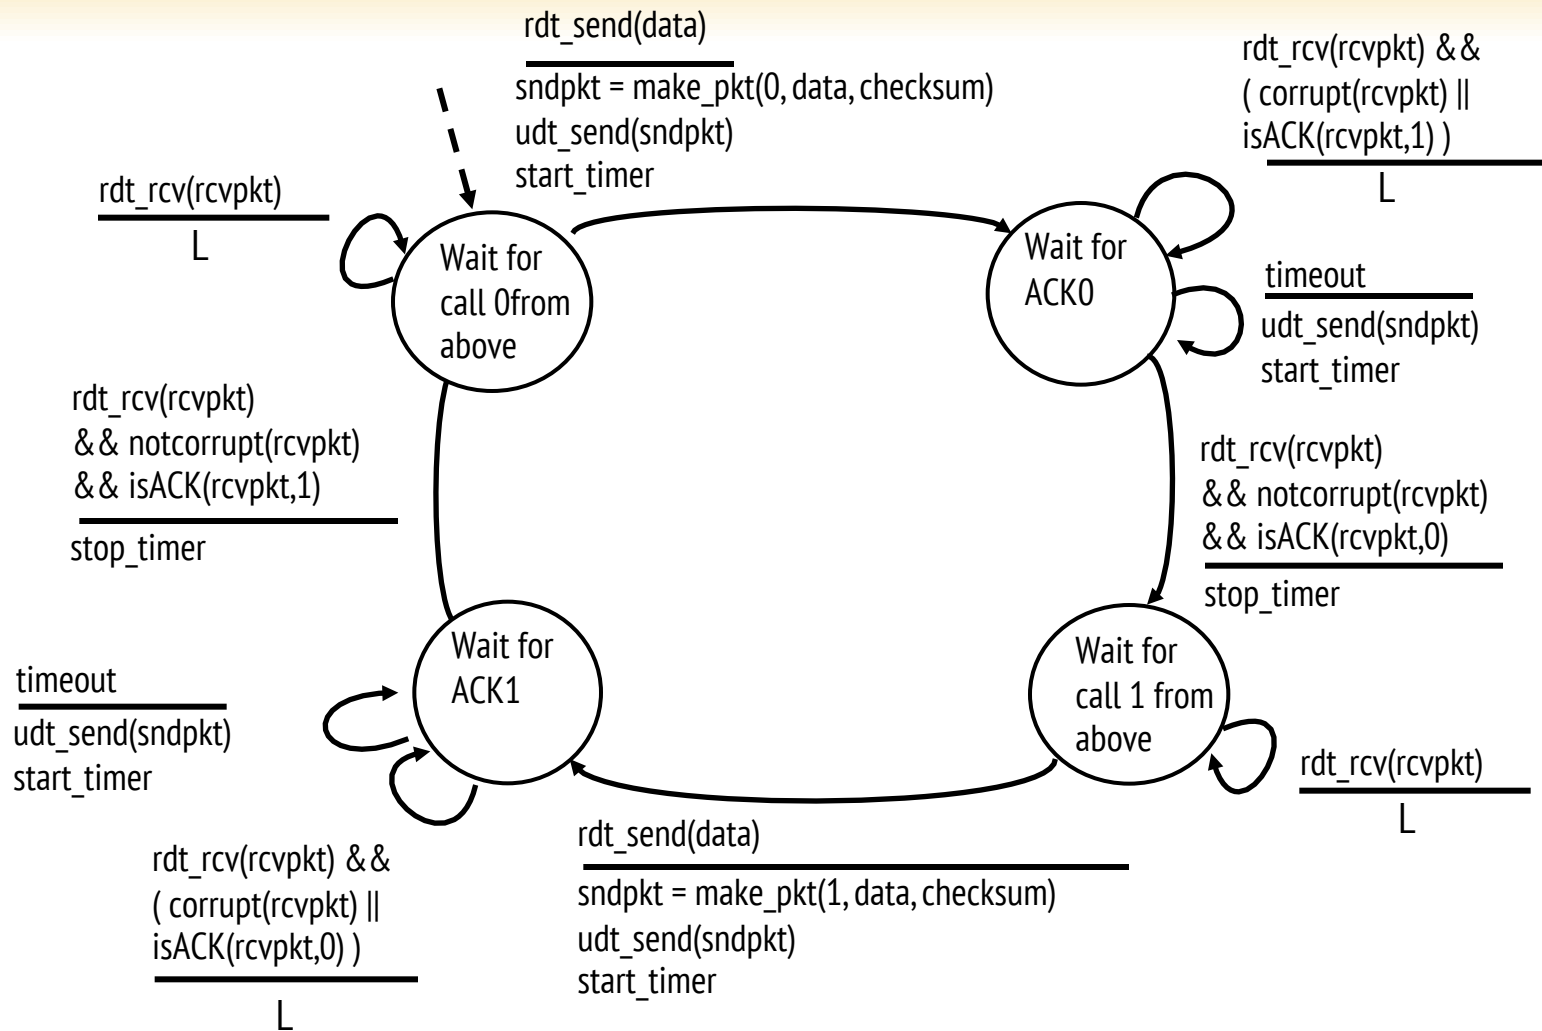 rdt_send(data)
sndpkt = make_pkt(0, data, checksum)
udt_send(sndpkt)
start_timer
rdt_rcv(rcvpkt) &&
( corrupt(rcvpkt) ||
isACK(rcvpkt,1) )
L
rdt_rcv(rcvpkt)
L
Wait for
call 0from
above
Wait for
ACK0
timeout
udt_send(sndpkt)
start_timer
rdt_rcv(rcvpkt)
&& notcorrupt(rcvpkt)
&& isACK(rcvpkt,1)
stop_timer
rdt_rcv(rcvpkt)
&& notcorrupt(rcvpkt)
&& isACK(rcvpkt,0)
stop_timer
Wait for
ACK1
Wait for
call 1 from
above
timeout
udt_send(sndpkt)
start_timer
rdt_rcv(rcvpkt)
L
rdt_rcv(rcvpkt) &&
( corrupt(rcvpkt) ||
isACK(rcvpkt,0) )
L
rdt_send(data)
sndpkt = make_pkt(1, data, checksum)
udt_send(sndpkt)
start_timer